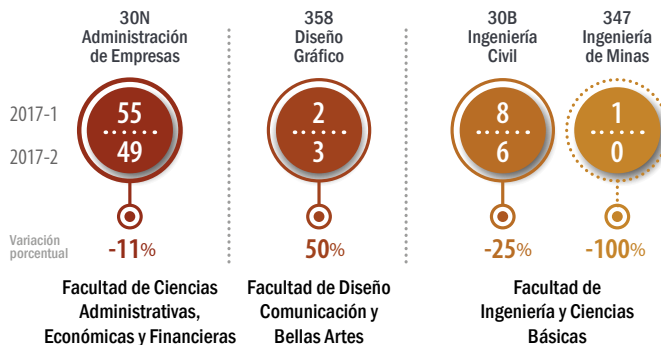 30N
Administración
de Empresas
358
Diseño
Gráfico
30B
Ingeniería
Civil
347
Ingeniería
de Minas
2017-1
55
2
8
1
2017-2
49
3
6
0
Variación
porcentual
-11%
50%
-25%
-100%
Facultad de Ciencias
Administrativas,
Económicas y Financieras
Facultad de Diseño
Comunicación y
Bellas Artes
Facultad de
Ingeniería y Ciencias
Básicas